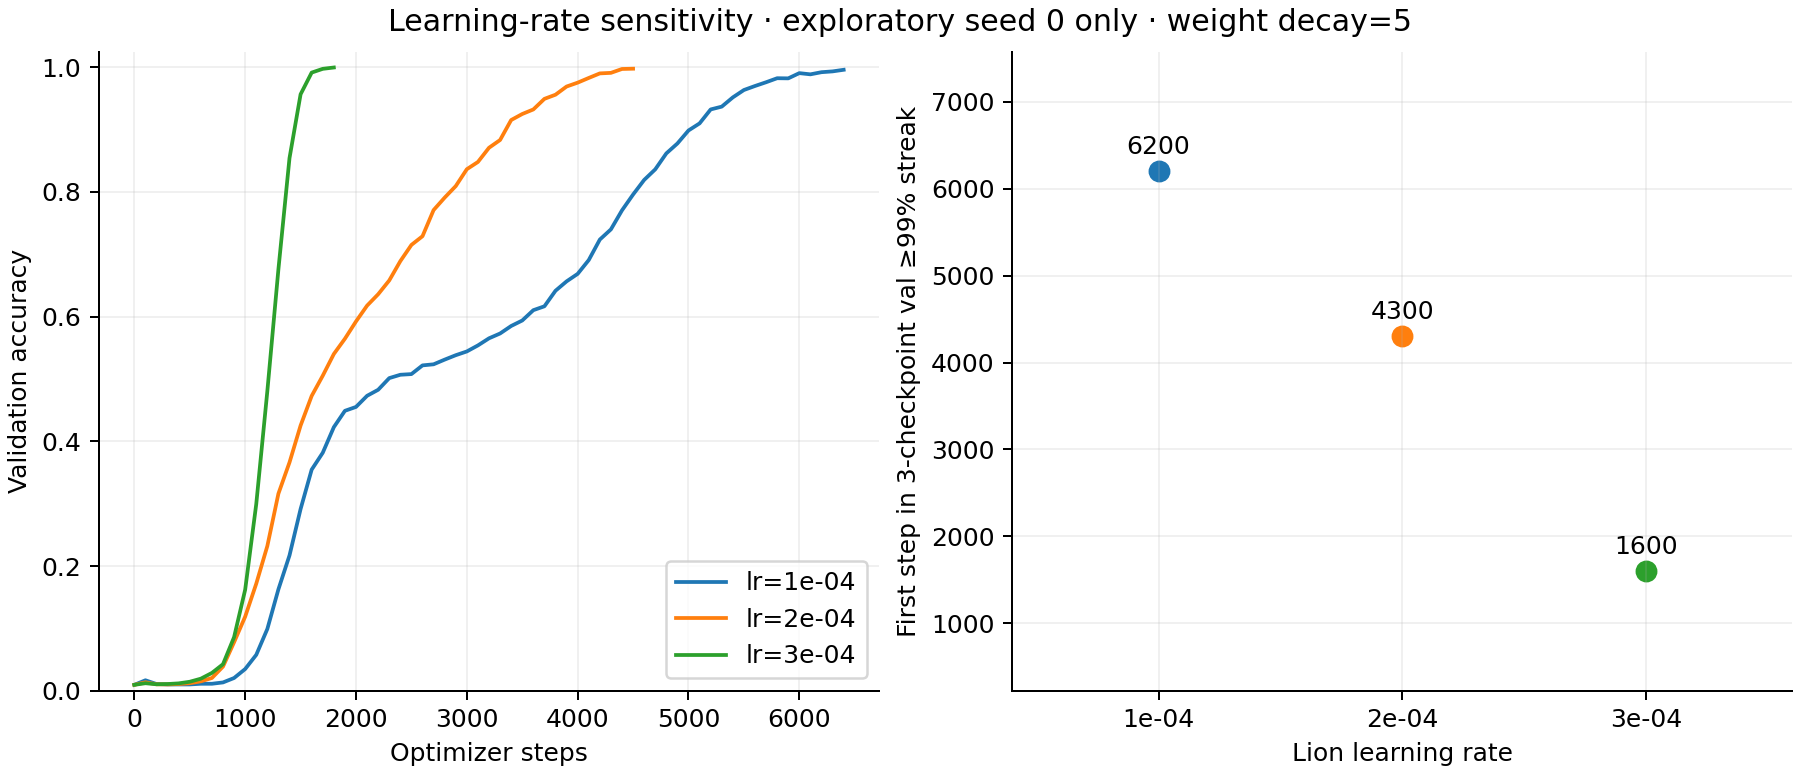 Learning-rate sensitivity · exploratory seed 0 only · weight decay=5
Validation accuracy
1.0
0.8
0.6
0.4
0.2
0.0
0
1000
2000
3000
4000
5000
6000
Optimizer steps
lr=1e-04
lr=2e-04
lr=3e-04
First step in 3-checkpoint val ≥99% streak
7000
6000
5000
4000
3000
2000
1000
6200
4300
1600
1e-04
2e-04
3e-04
Lion learning rate